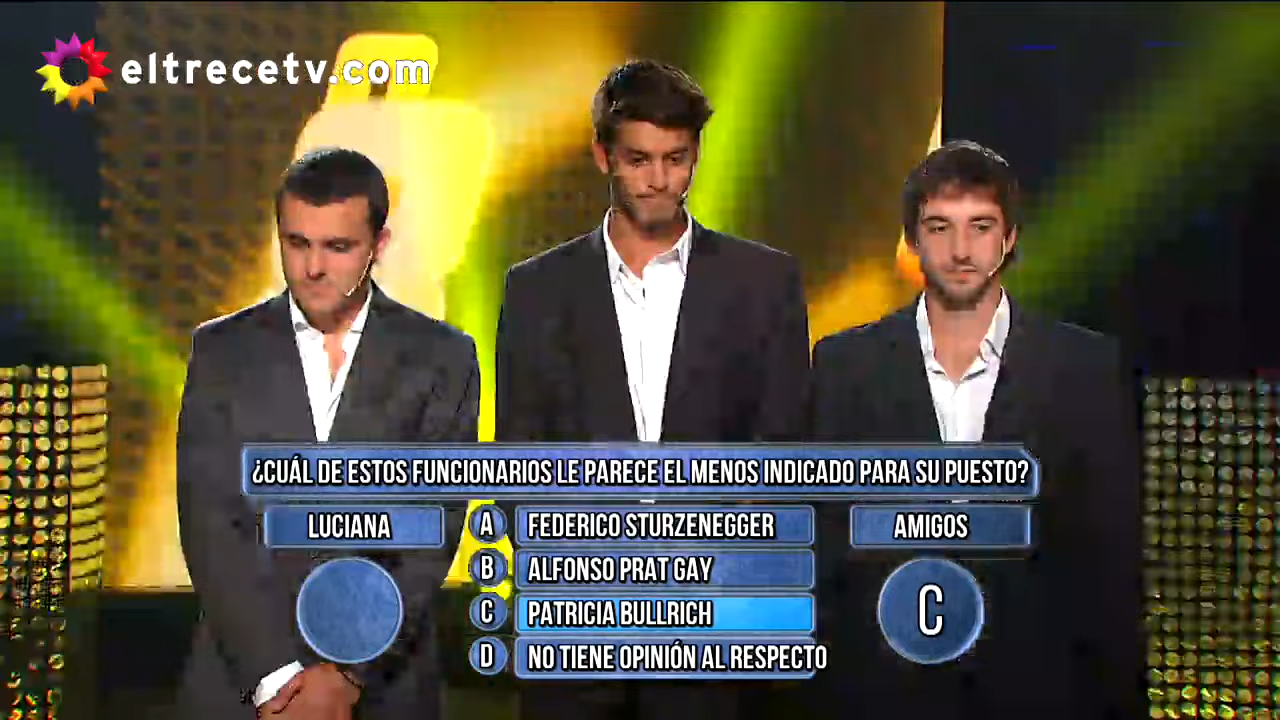 eltrecetv.com
¿CUÁL DE ESTOS FUNCIONARIOS LE PARECE EL MENOS INDICADO PARA SU PUESTO?
LUCIANA
A FEDERICO STURZENEGGER
B ALFONSO PRAT GAY
C PATRICIA BULLRICH
D NO TIENE OPINIÓN AL RESPECTO
AMIGOS
C